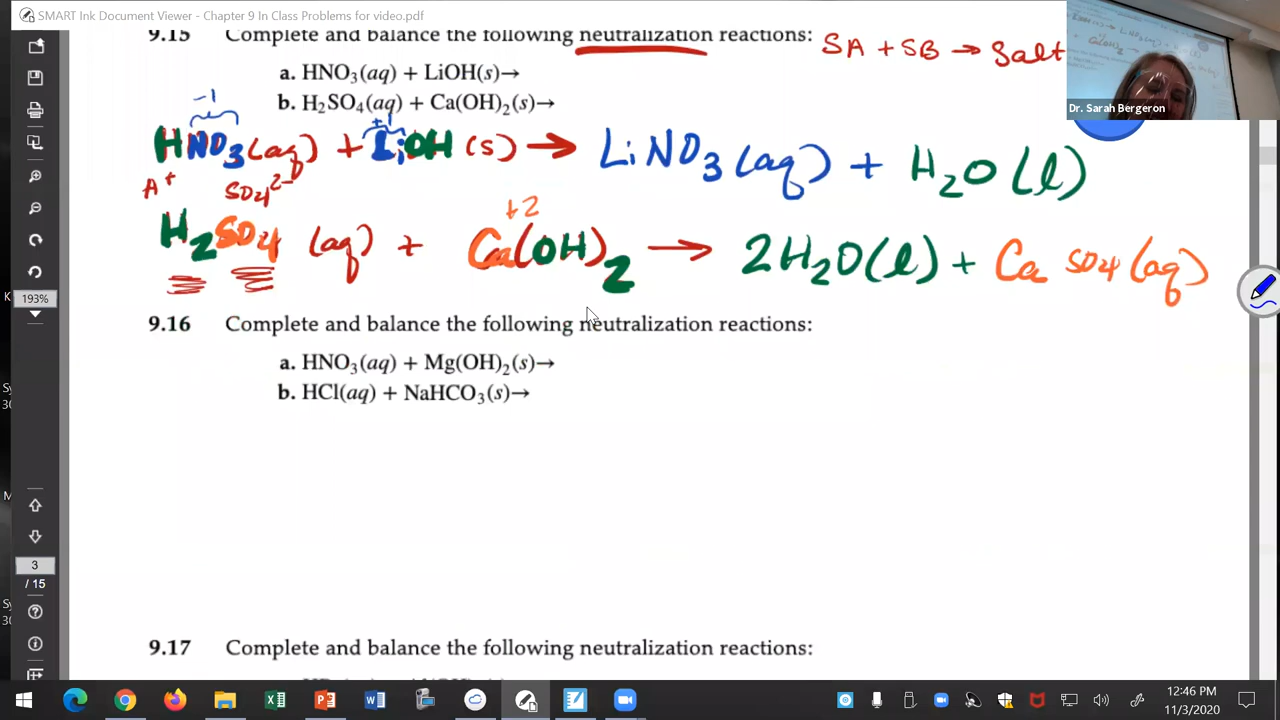 SMART Ink Document Viewer - Chapter 9 In Class Problems for video.pdf
9.15 Complete and balance the following neutralization reactions: SA + SB → Salt
a. HNO₃(aq) + LiOH(s)→
b. H₂SO₄(aq) + Ca(OH)₂(s)→
Dr. Sarah Bergeron
-1 +1
HNO₃(aq) + LiOH (s) → LiNO₃(aq) + H₂O(l)
A⁺ SO₄²⁻
+2
H₂SO₄ (aq) + Ca(OH)₂ → 2H₂O(l) + CaSO₄(aq)
193%
9.16 Complete and balance the following neutralization reactions:
a. HNO₃(aq) + Mg(OH)₂(s)→
b. HCl(aq) + NaHCO₃(s)→
3
/ 15
9.17 Complete and balance the following neutralization reactions:
12:46 PM
11/3/2020